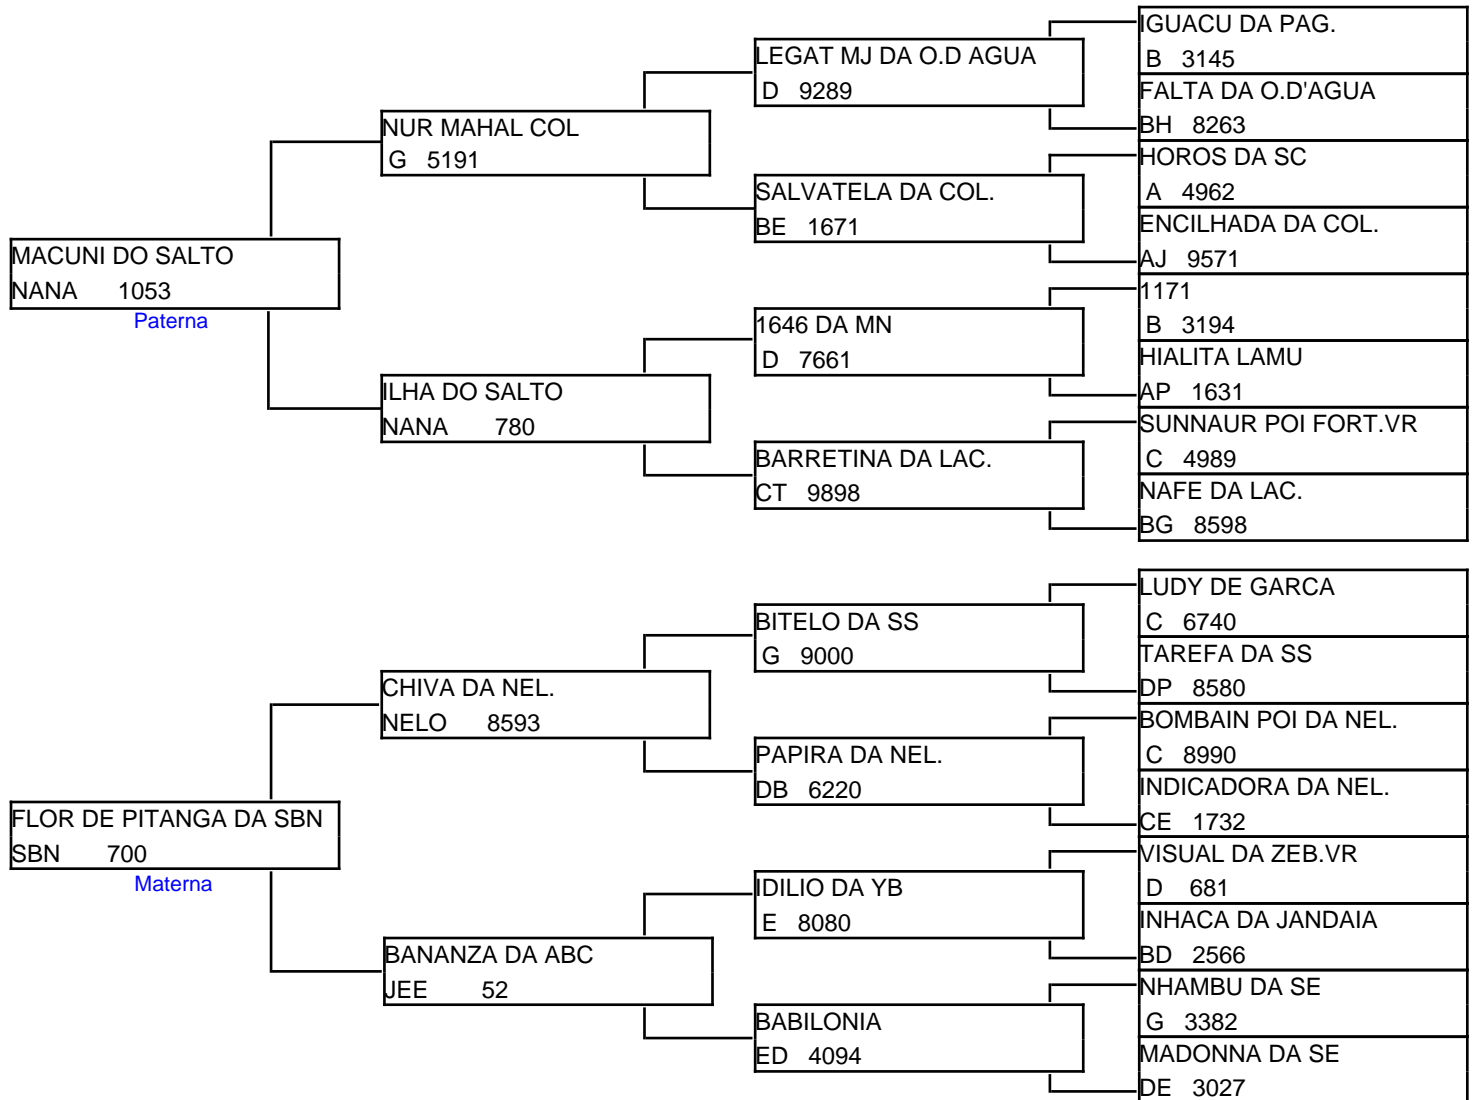 MACUNI DO SALTO
NANA 1053
Paterna
NUR MAHAL COL
G 5191
ILHA DO SALTO
NANA 780
LEGAT MJ DA O.D AGUA
D 9289
SALVATELA DA COL.
BE 1671
1646 DA MN
D 7661
BARRETINA DA LAC.
CT 9898
IGUACU DA PAG.
B 3145
FALTA DA O.D'AGUA
BH 8263
HOROS DA SC
A 4962
ENCILHADA DA COL.
AJ 9571
1171
B 3194
HIALITA LAMU
AP 1631
SUNNAUR POI FORT.VR
C 4989
NAFE DA LAC.
BG 8598
FLOR DE PITANGA DA SBN
SBN 700
Materna
CHIVA DA NEL.
NELO 8593
BANANZA DA ABC
JEE 52
BITELO DA SS
G 9000
PAPIRA DA NEL.
DB 6220
IDILIO DA YB
E 8080
BABILONIA
ED 4094
LUDY DE GARCA
C 6740
TAREFA DA SS
DP 8580
BOMBAIN POI DA NEL.
C 8990
INDICADORA DA NEL.
CE 1732
VISUAL DA ZEB.VR
D 681
INHACA DA JANDAIA
BD 2566
NHAMBU DA SE
G 3382
MADONNA DA SE
DE 3027